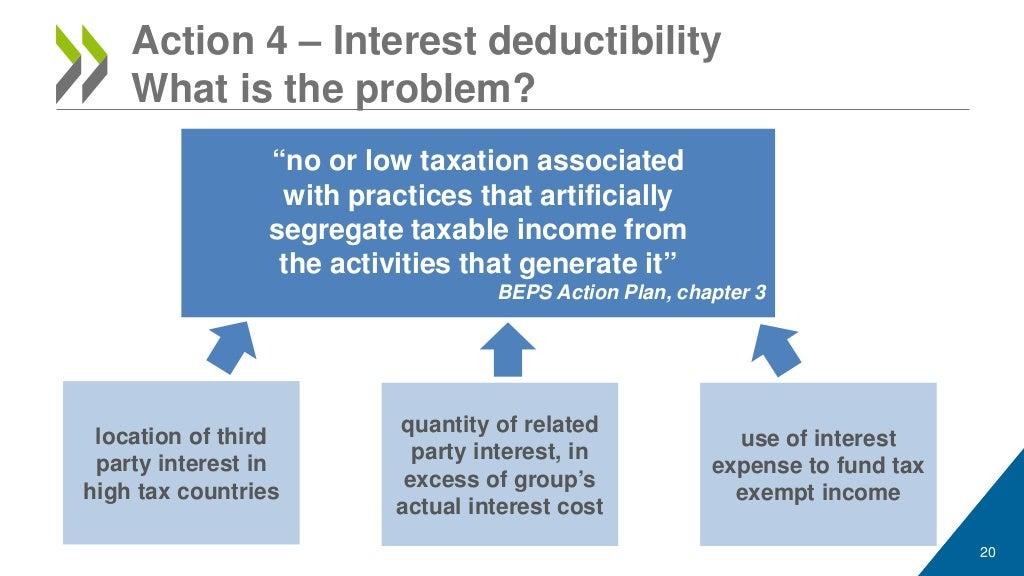 Action 4 – Interest deductibility
What is the problem?
“no or low taxation associated
with practices that artificially
segregate taxable income from
the activities that generate it”
BEPS Action Plan, chapter 3
location of third
party interest in
high tax countries
quantity of related
party interest, in
excess of group’s
actual interest cost
use of interest
expense to fund tax
exempt income
20